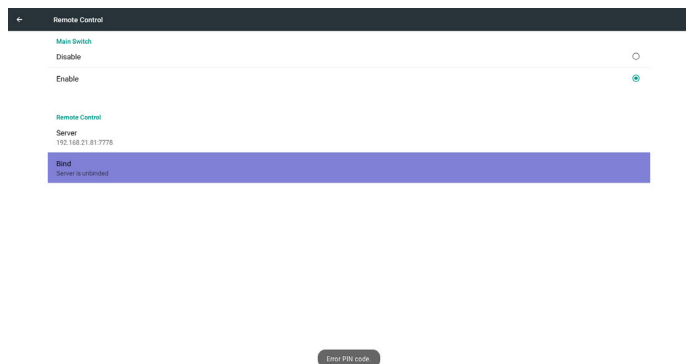 Remote Control
Main Switch
Disable
Enable
Remote Control
Server
192.168.21.81:7778
Bind
Server is unbinded
Error PIN code.